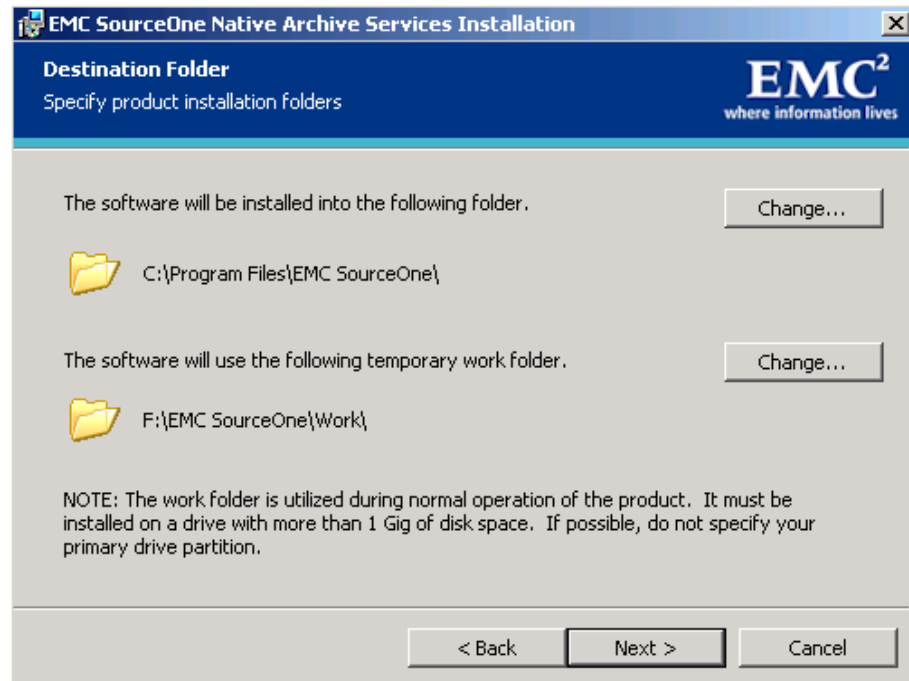 EMC SourceOne Native Archive Services Installation
Destination Folder
Specify product installation folders
EMC²
where information lives
The software will be installed into the following folder.
Change...
C:\Program Files\EMC SourceOne\
The software will use the following temporary work folder.
Change...
F:\EMC SourceOne\Work\
NOTE: The work folder is utilized during normal operation of the product. It must be
installed on a drive with more than 1 Gig of disk space. If possible, do not specify your
primary drive partition.
< Back
Next >
Cancel